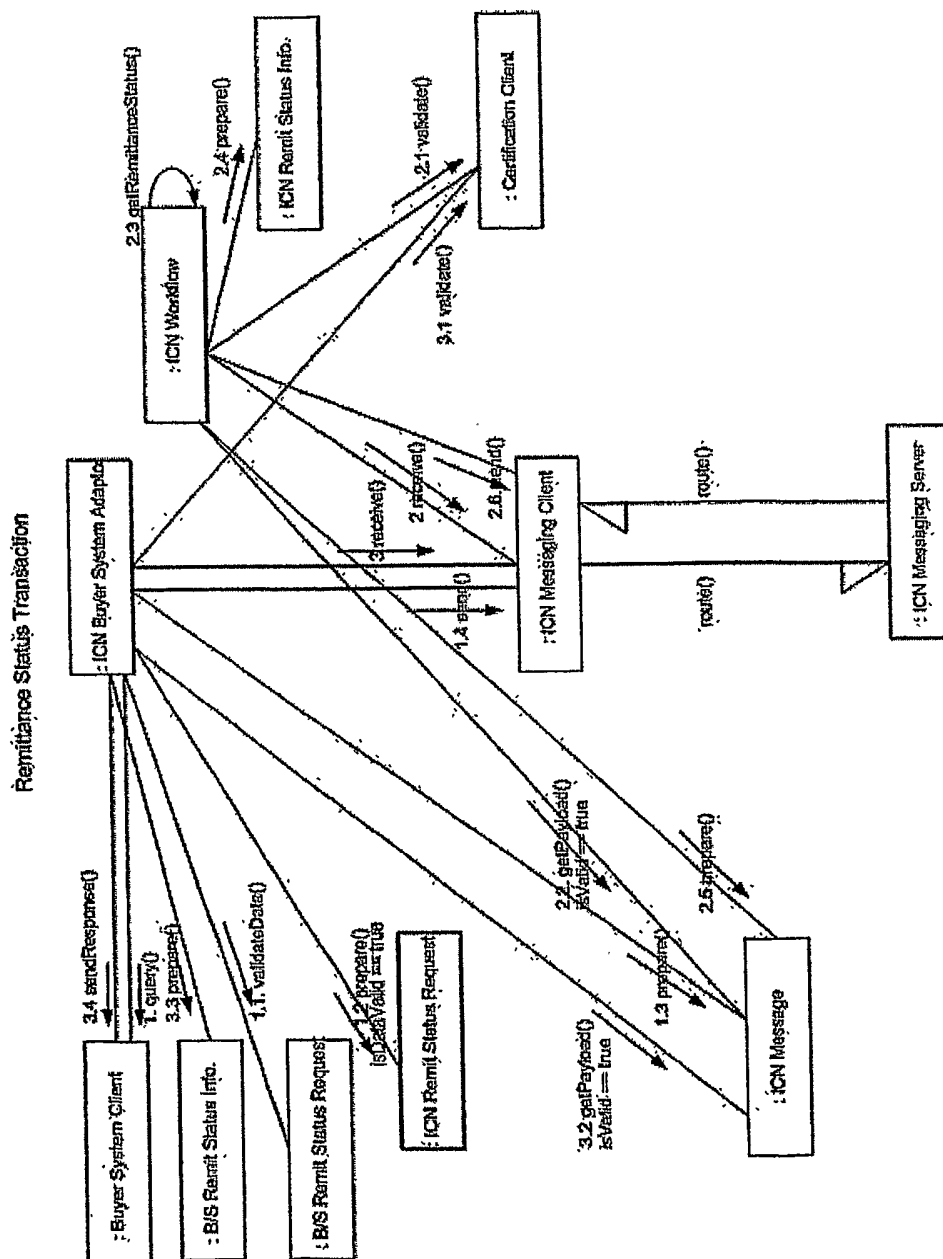 Remittance Status Transaction
: Buyer System Client
3.4 sendResponse()
1. query()
3.3 prepare()
: B/S Remit Status Info.
1.1. validateData()
: B/S Remit Status Request
1.2 prepare()
isDataValid == true
: ICN Remit Status Request
: ICN Buyer System Adapto
: ICN Workflow
2.3 getRemittanceStatus()
2.4 prepare()
: ICN Remit Status Info.
2.1 validate()
3.1 validate()
: Certification Client
3 receive()
2 receive()
2.6 send()
1.4 send()
: ICN Messaging Client
route()
route()
: ICN Messaging Server
2.2. getPayload()
isValid == true
2.5 prepare()
1.3 prepare()
3.2 getPayload()
isValid == true
: ICN Message